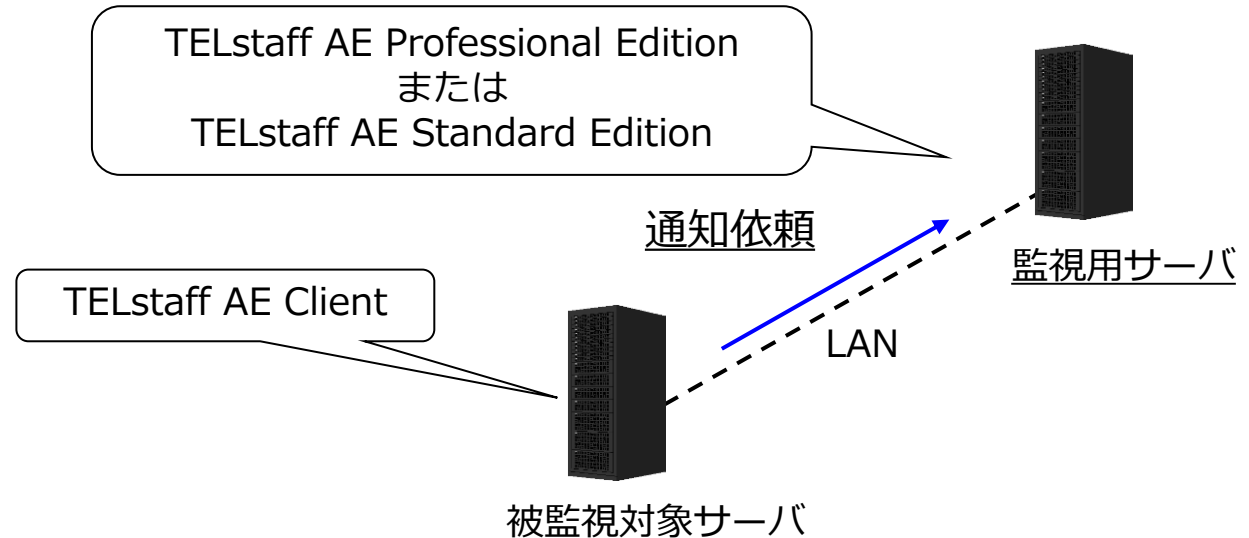 TELstaff AE Professional Edition
または
TELstaff AE Standard Edition
通知依頼
監視用サーバ
TELstaff AE Client
LAN
被監視対象サーバ